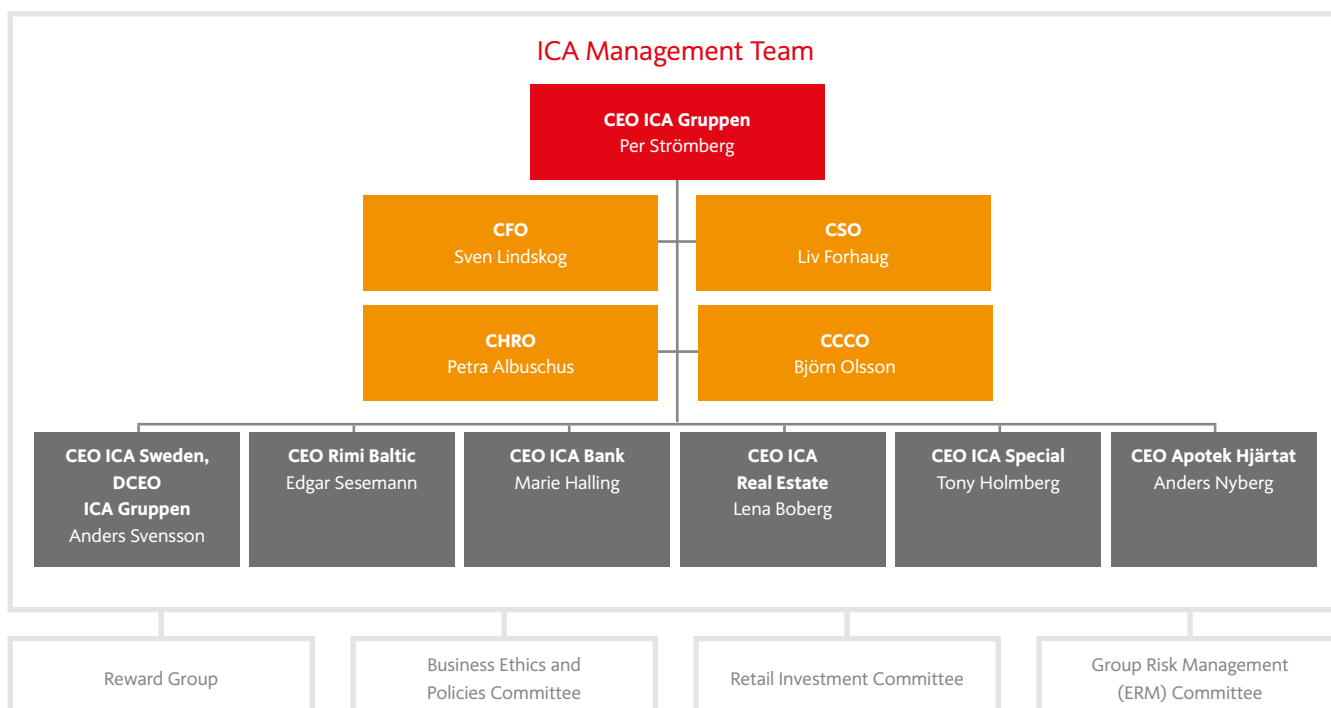 ICA Management Team
CEO ICA Gruppen
Per Strömberg
CFO
Sven Lindskog
CSO
Liv Forhaug
CHRO
Petra Albuschus
CCCO
Björn Olsson
CEO ICA Sweden,
DCEO
ICA Gruppen
Anders Svensson
CEO Rimi Baltic
Edgar Sesemann
CEO ICA Bank
Marie Halling
CEO ICA
Real Estate
Lena Boberg
CEO ICA Special
Tony Holmberg
CEO Apotek Hjärtat
Anders Nyberg
Reward Group
Business Ethics and
Policies Committee
Retail Investment Committee
Group Risk Management
(ERM) Committee